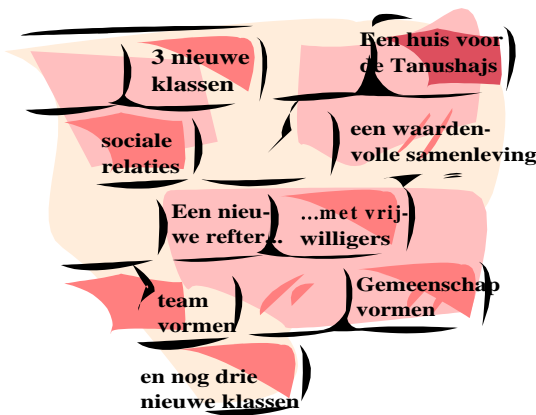 3 nieuwe
klassen
Een huis voor
de Tanushajs
sociale
relaties
een waarden-
volle samenleving
Een nieu-
we refter...
...met vrij-
willigers
team
vormen
Gemeenschap
vormen
en nog drie
nieuwe klassen